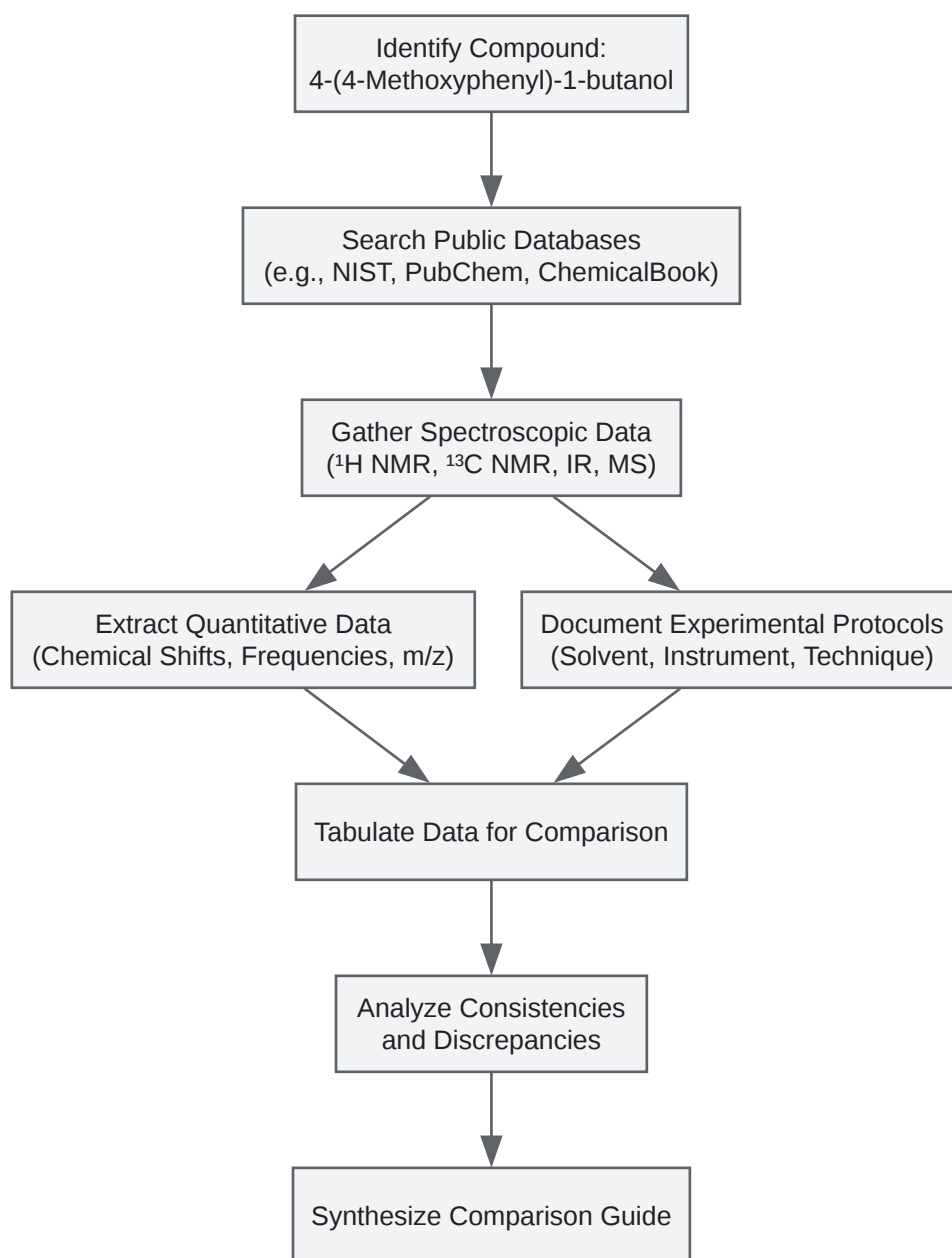 Identify Compound:
4-(4-Methoxyphenyl)-1-butanol
Search Public Databases
(e.g., NIST, PubChem, ChemicalBook)
Gather Spectroscopic Data
(¹H NMR, ¹³C NMR, IR, MS)
Extract Quantitative Data
(Chemical Shifts, Frequencies, m/z)
Document Experimental Protocols
(Solvent, Instrument, Technique)
Tabulate Data for Comparison
Analyze Consistencies
and Discrepancies
Synthesize Comparison Guide